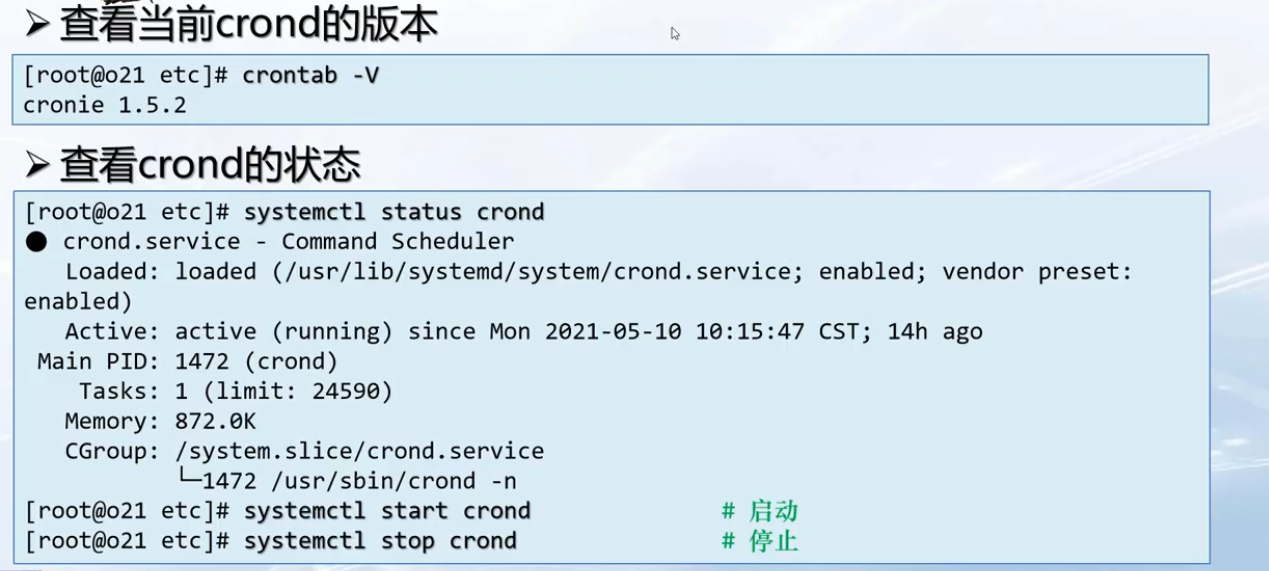 ➢ 查看当前crond的版本
[root@o21 etc]# crontab -V
cronie 1.5.2
➢ 查看crond的状态
[root@o21 etc]# systemctl status crond
● crond.service - Command Scheduler
   Loaded: loaded (/usr/lib/systemd/system/crond.service; enabled; vendor preset:
enabled)
   Active: active (running) since Mon 2021-05-10 10:15:47 CST; 14h ago
 Main PID: 1472 (crond)
    Tasks: 1 (limit: 24590)
   Memory: 872.0K
   CGroup: /system.slice/crond.service
           └─1472 /usr/sbin/crond -n
[root@o21 etc]# systemctl start crond              # 启动
[root@o21 etc]# systemctl stop crond               # 停止